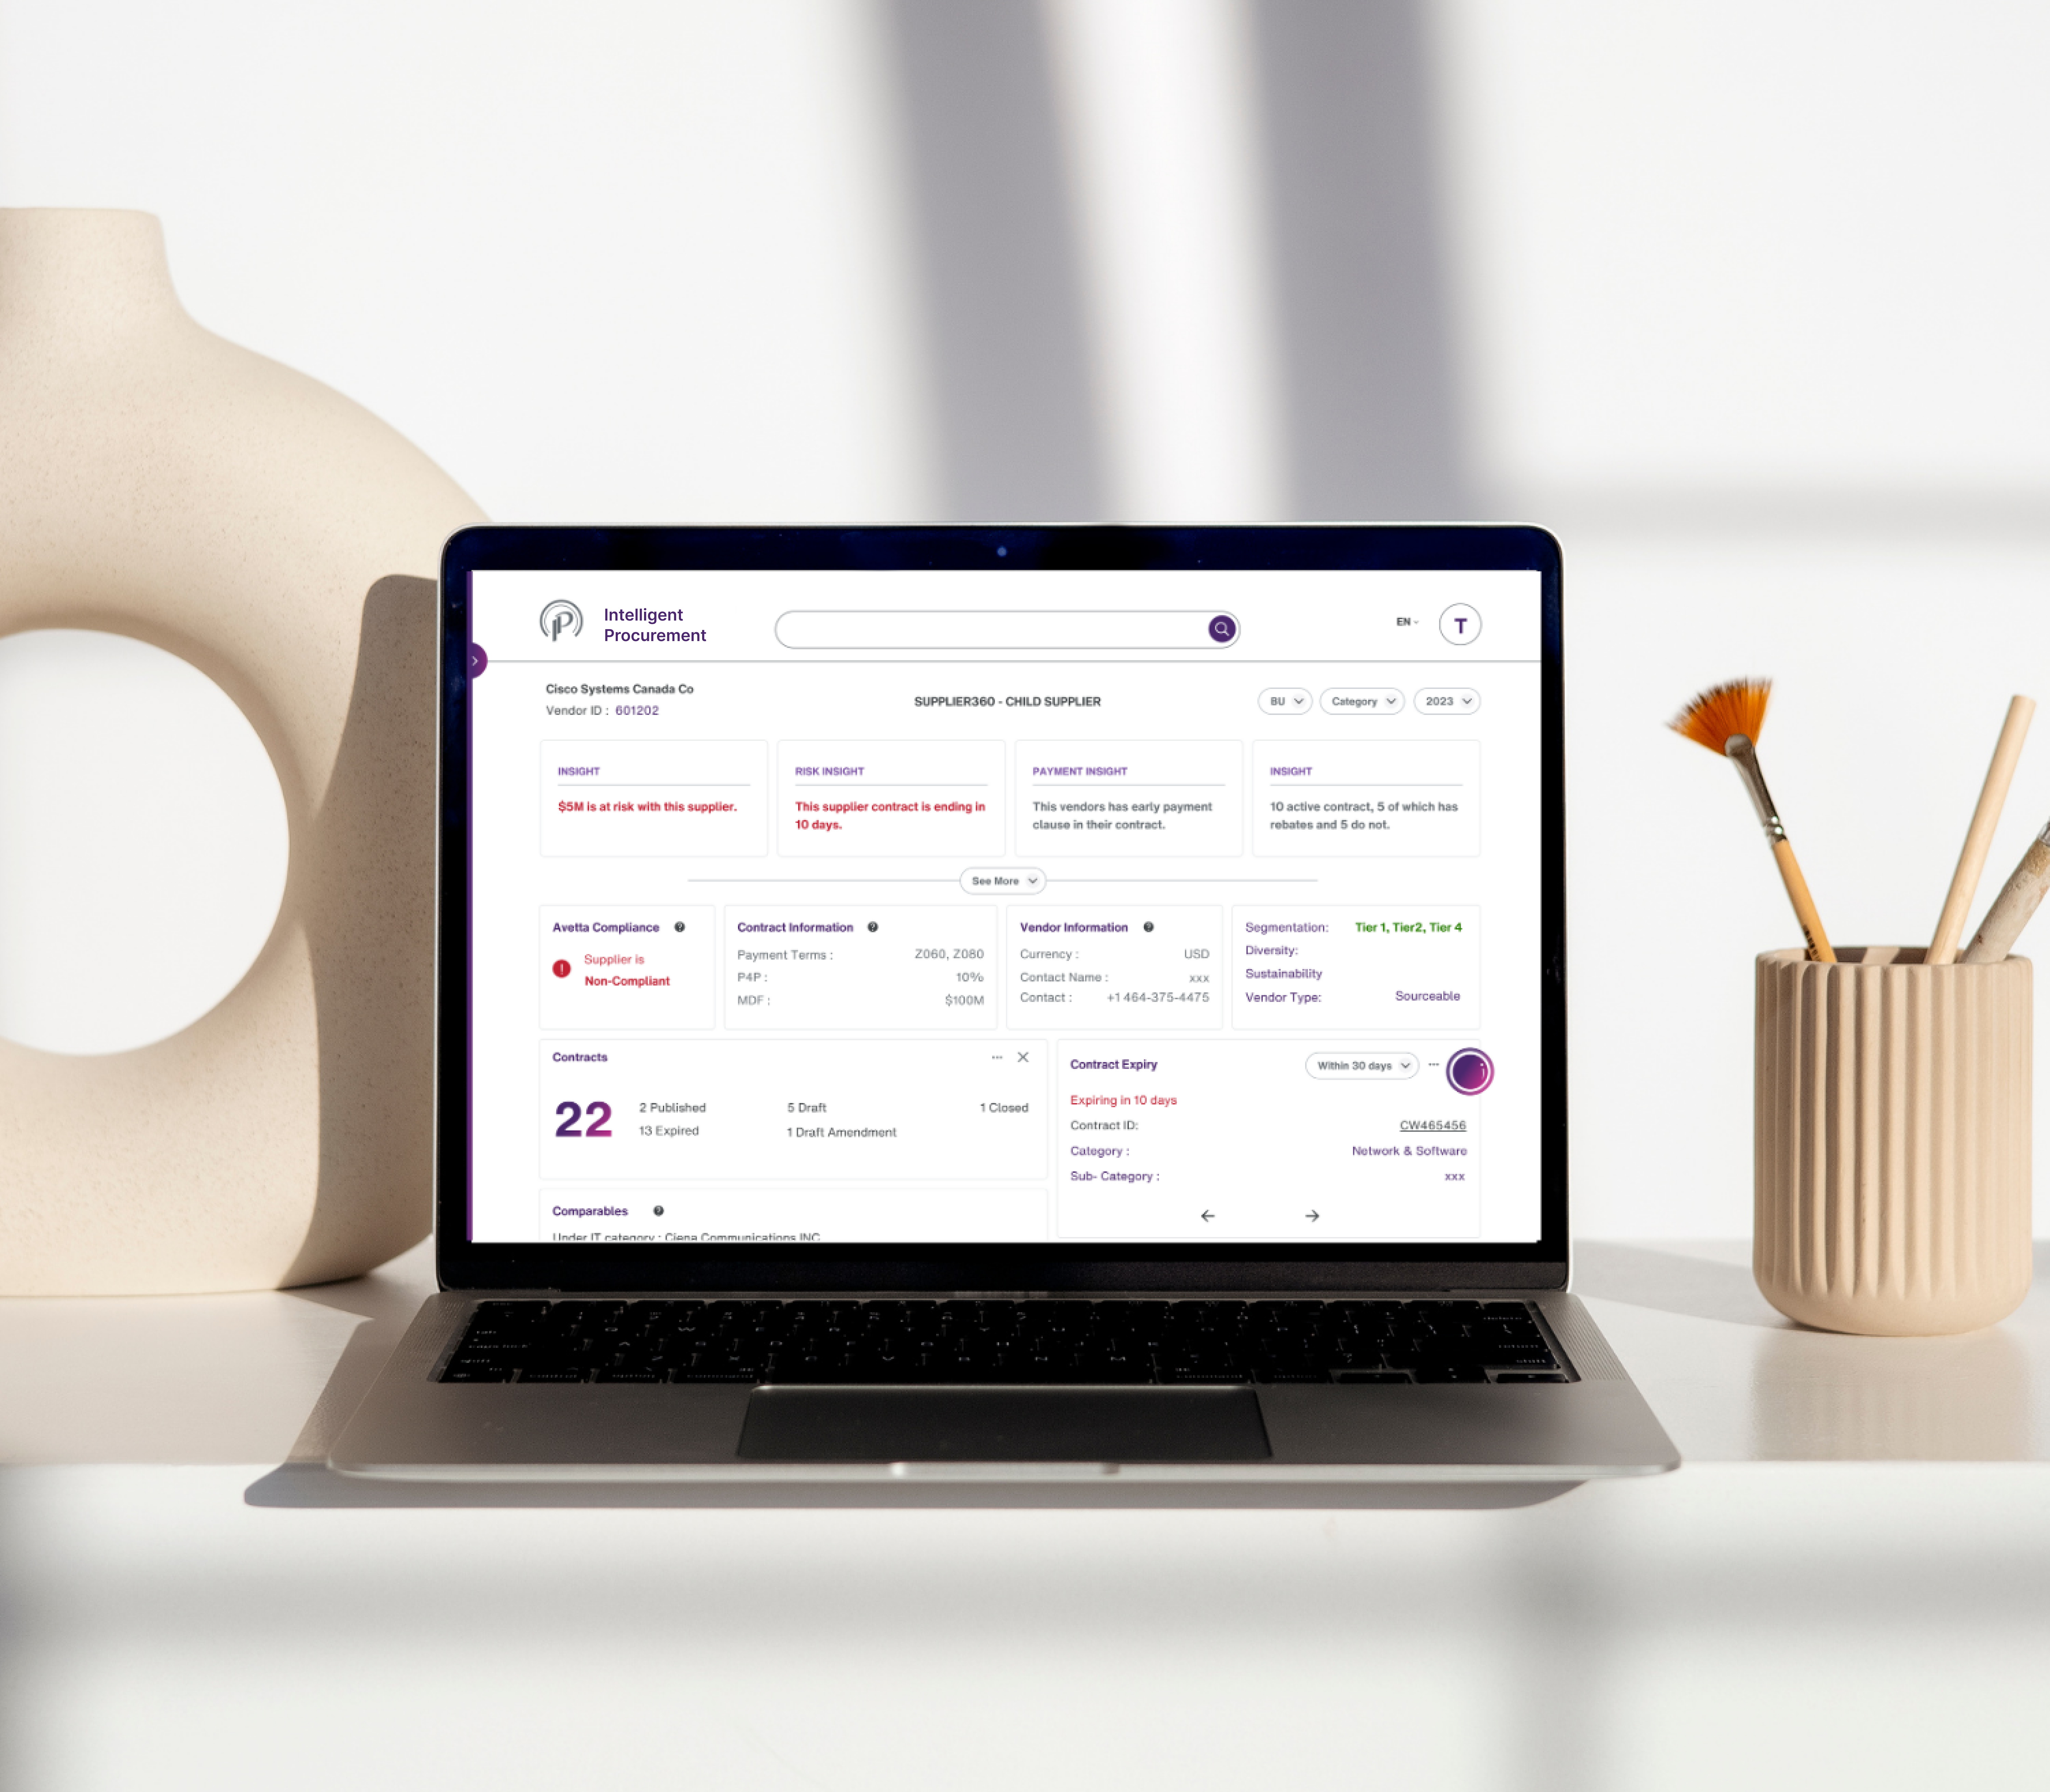 Intelligent
Procurement
EN
T
Cisco Systems Canada Co
Vendor ID : 601202
SUPPLIER360 - CHILD SUPPLIER
BU
Category
2023
INSIGHT
$5M is at risk with this supplier.
RISK INSIGHT
This supplier contract is ending in
10 days.
PAYMENT INSIGHT
This vendors has early payment
clause in their contract.
INSIGHT
10 active contract, 5 of which has
rebates and 5 do not.
See More
Avetta Compliance
Supplier is
Non-Compliant
Contract Information
Payment Terms : Z060, Z080
P4P : 10%
MDF : $100M
Vendor Information
Currency : USD
Contact Name : xxx
Contact : +1 464-375-4475
Segmentation: Tier 1, Tier2, Tier 4
Diversity:
Sustainability
Vendor Type: Sourceable
Contracts
22
2 Published
5 Draft
1 Closed
13 Expired
1 Draft Amendment
Contract Expiry
Within 30 days
Expiring in 10 days
Contract ID: CW465456
Category : Network & Software
Sub- Category : xxx
Comparables
Under IT category : Ciena Communications INC